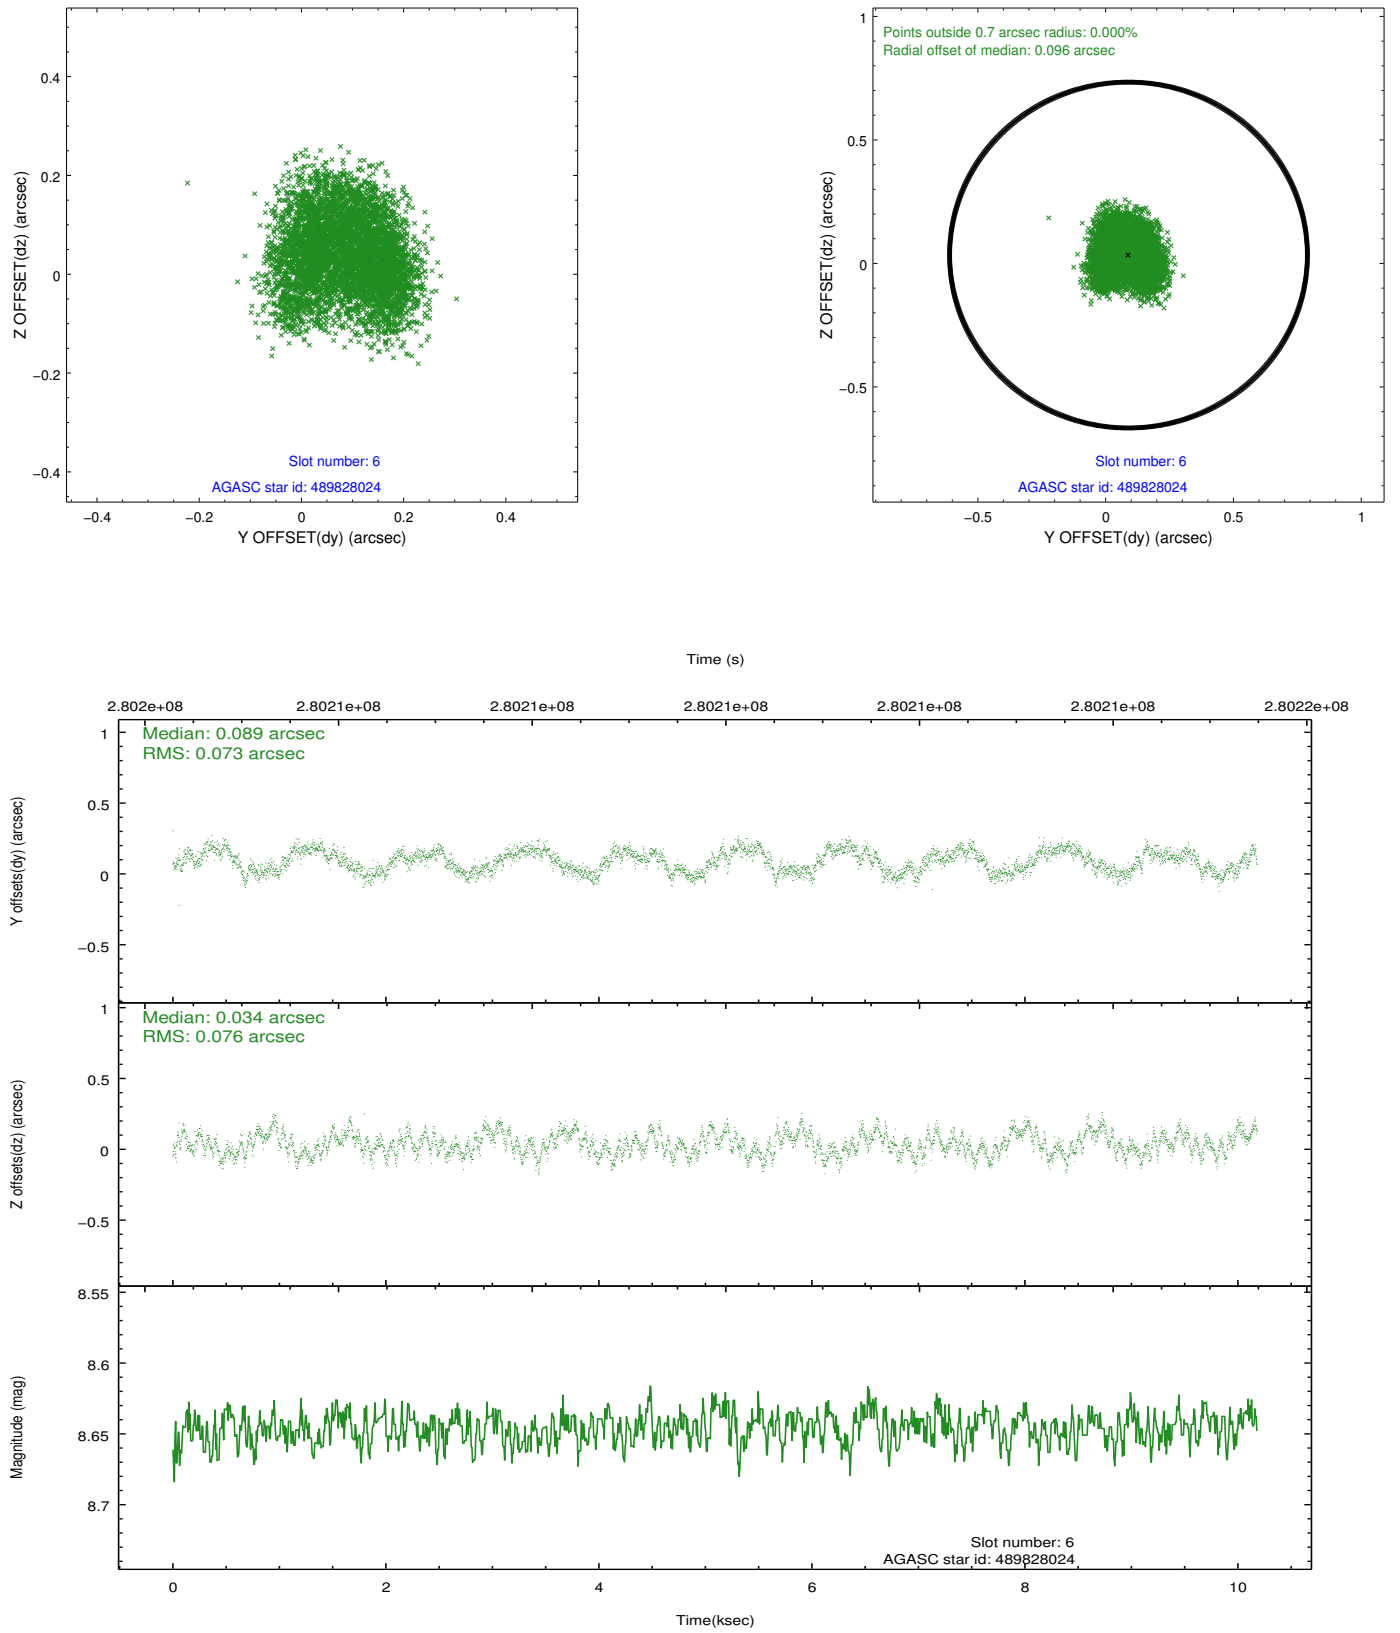 0.4
0.2
0
−0.2
−0.4
Z OFFSET(dz) (arcsec)
Slot number: 6
AGASC star id: 489828024
−0.4
−0.2
0
0.2
0.4
Y OFFSET(dy) (arcsec)
Points outside 0.7 arcsec radius: 0.000%
Radial offset of median: 0.096 arcsec
1
0.5
0
−0.5
Z OFFSET(dz) (arcsec)
Slot number: 6
AGASC star id: 489828024
−0.5
0
0.5
1
Y OFFSET(dy) (arcsec)
Time (s)
2.802e+08
2.8021e+08
2.8021e+08
2.8021e+08
2.8021e+08
2.8021e+08
2.8022e+08
Median: 0.089 arcsec
RMS: 0.073 arcsec
1
0.5
0
−0.5
Y offsets(dy) (arcsec)
Median: 0.034 arcsec
RMS: 0.076 arcsec
1
0.5
0
−0.5
Z offsets(dz) (arcsec)
8.55
8.6
8.65
8.7
Magnitude (mag)
Slot number: 6
AGASC star id: 489828024
0
2
4
6
8
10
Time(ksec)